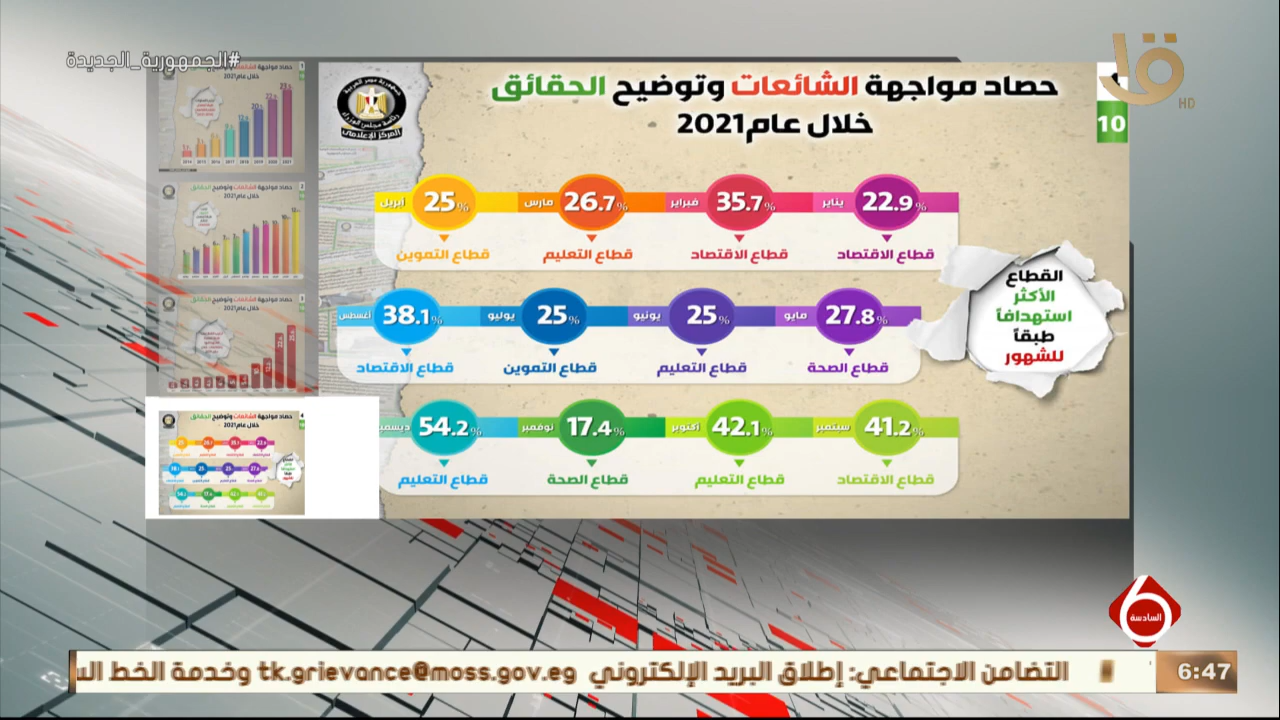 #الجمهورية_الجديدة
HD
حصاد مواجهة الشائعات وتوضيح الحقائق
خلال عام 2021
10
القطاع
الأكثر
استهدافاً
طبقاً
للشهور
يناير 22.9%
قطاع الاقتصاد
فبراير 35.7%
قطاع الاقتصاد
مارس 26.7%
قطاع التعليم
أبريل 25%
قطاع التموين
مايو 27.8%
قطاع الصحة
يونيو 25%
قطاع التعليم
يوليو 25%
قطاع التموين
أغسطس 38.1%
قطاع الاقتصاد
سبتمبر 41.2%
قطاع الاقتصاد
أكتوبر 42.1%
قطاع التعليم
نوفمبر 17.4%
قطاع الصحة
ديسمبر 54.2%
قطاع التعليم
السادسة
التضامن الاجتماعي: إطلاق البريد الإلكتروني tk.grievance@moss.gov.eg وخدمة الخط
6:47